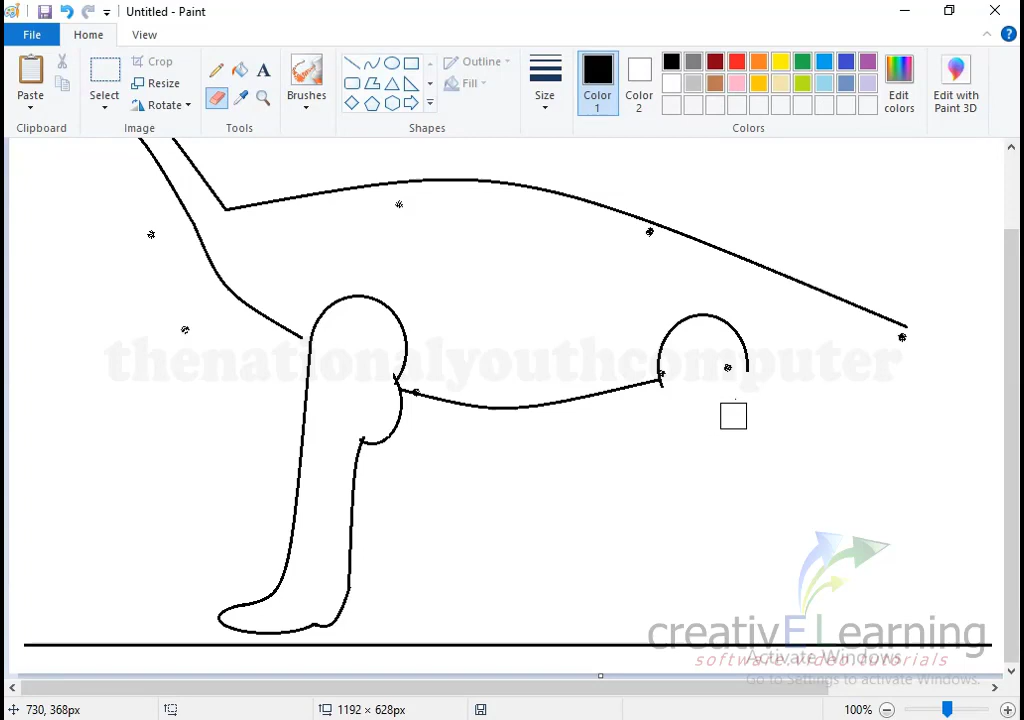 Untitled - Paint
File
Home
View
Paste
Clipboard
Select
Crop
Resize
Rotate
Image
A
Tools
Brushes
Outline
Fill
Shapes
Size
Color
1
Color
2
Edit
colors
Colors
Edit with
Paint 3D
?
thenationalyouthcomputer
creativELearning
software.video.tutorials
Activate Windows
Go to Settings to activate Windows.
730, 368px
1192 × 628px
100%